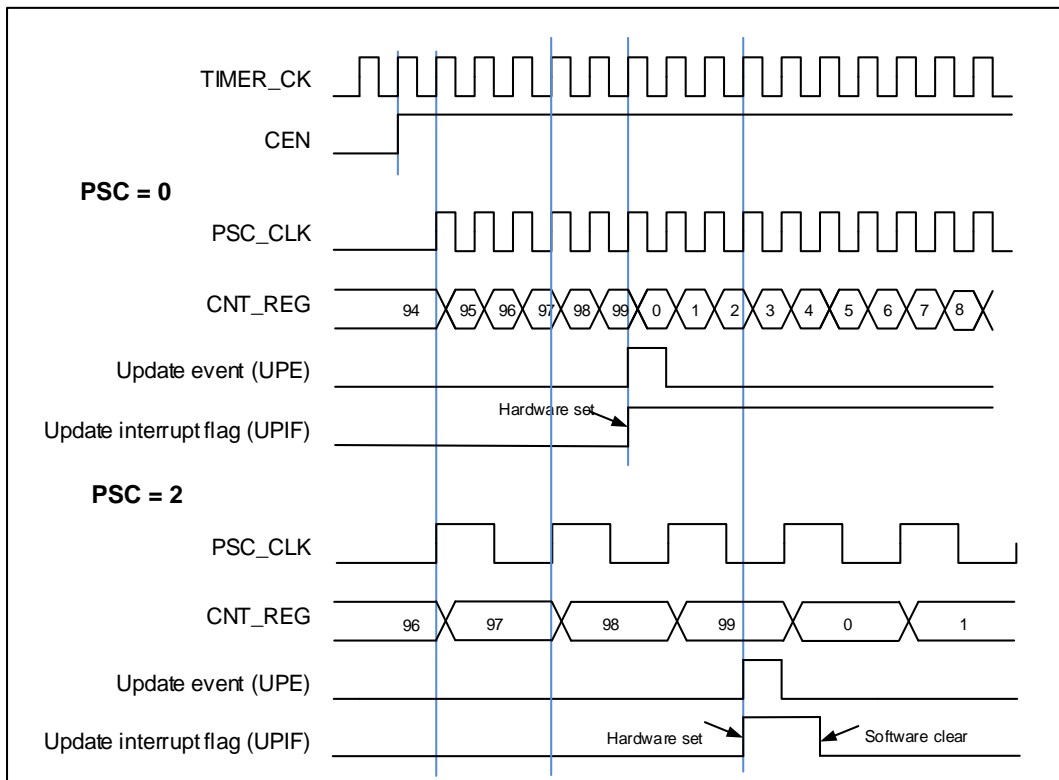 TIMER_CK
CEN
PSC = 0
PSC_CLK
CNT_REG 94 95 96 97 98 99 0 1 2 3 4 5 6 7 8
Update event (UPE)
Hardware set
Update interrupt flag (UPIF)
PSC = 2
PSC_CLK
CNT_REG 96 97 98 99 0 1
Update event (UPE)
Update interrupt flag (UPIF) Hardware set Software clear